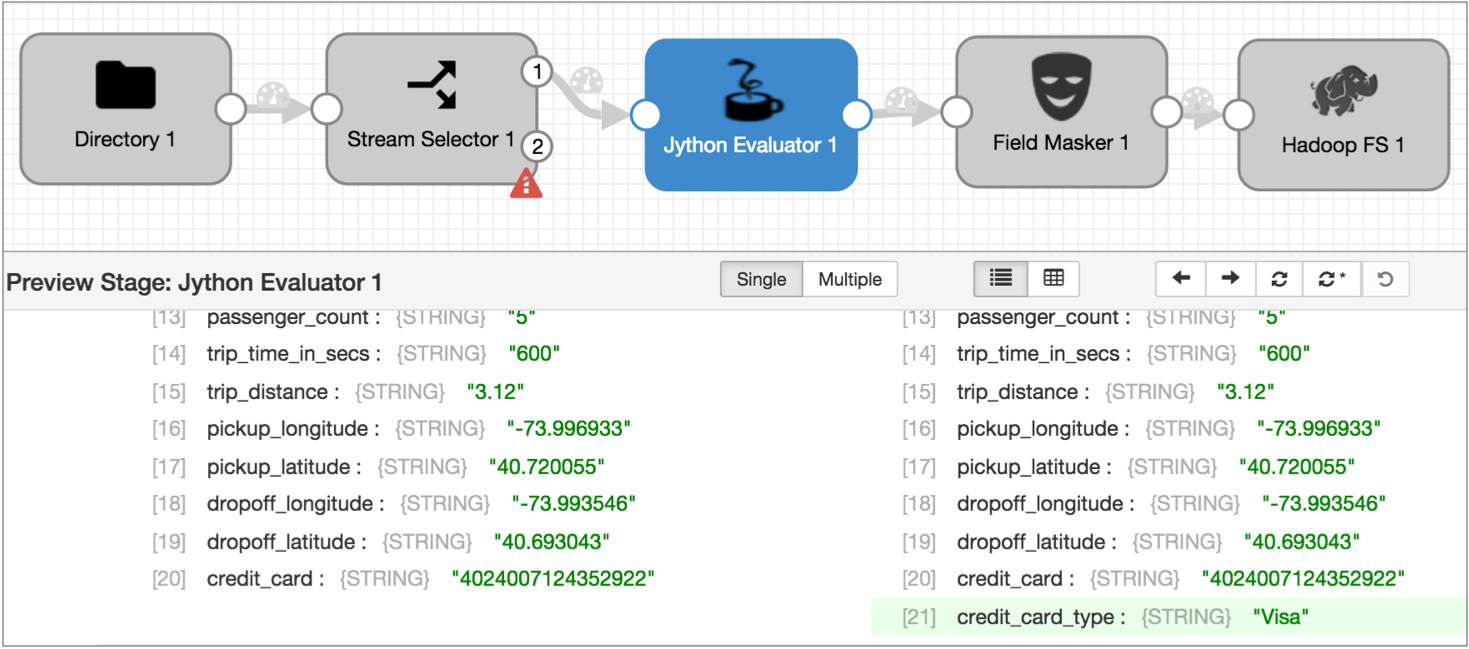 Directory 1
Stream Selector 1
1
2
Jython Evaluator 1
Field Masker 1
Hadoop FS 1
Preview Stage: Jython Evaluator 1
Single Multiple
[13] passenger_count : {STRING} "5"
[14] trip_time_in_secs : {STRING} "600"
[15] trip_distance : {STRING} "3.12"
[16] pickup_longitude : {STRING} "-73.996933"
[17] pickup_latitude : {STRING} "40.720055"
[18] dropoff_longitude : {STRING} "-73.993546"
[19] dropoff_latitude : {STRING} "40.693043"
[20] credit_card : {STRING} "4024007124352922"
[13] passenger_count : {STRING} "5"
[14] trip_time_in_secs : {STRING} "600"
[15] trip_distance : {STRING} "3.12"
[16] pickup_longitude : {STRING} "-73.996933"
[17] pickup_latitude : {STRING} "40.720055"
[18] dropoff_longitude : {STRING} "-73.993546"
[19] dropoff_latitude : {STRING} "40.693043"
[20] credit_card : {STRING} "4024007124352922"
[21] credit_card_type : {STRING} "Visa"